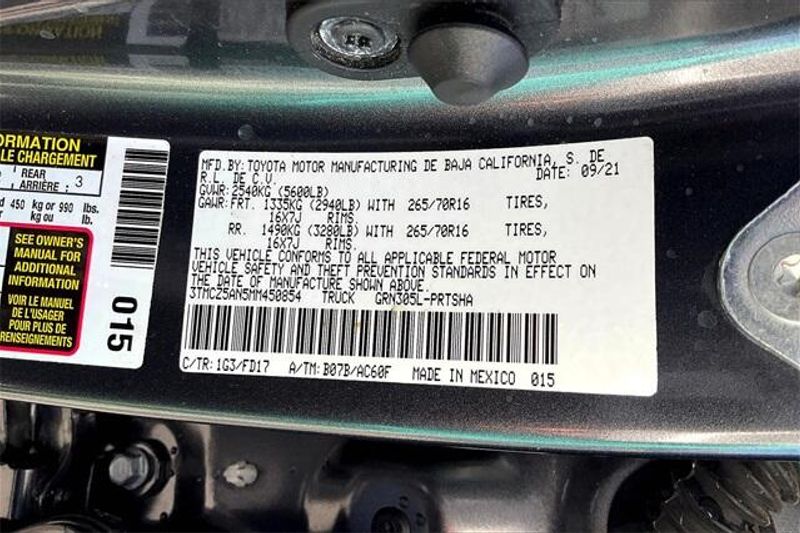 ER
ORMATION
LE CHARGEMENT
REAR
ARRIÈRE: 3
d 450 kg or 990 lbs.
kg ou lb.
SEE OWNER'S
MANUAL FOR
ADDITIONAL
INFORMATION
VOIR LE MANUEL
DE L'USAGER
POUR PLUS DE
RENSEIGNEMENTS
015
MFD. BY: TOYOTA MOTOR MANUFACTURING DE BAJA CALIFORNIA, S. DE
R.L. DE C.V. DATE: 09/21
GVWR: 2540KG (5600LB)
GAWR: FRT. 1335KG (2940LB) WITH 265/70R16 TIRES,
16X7J RIMS.
RR. 1490KG (3280LB) WITH 265/70R16 TIRES,
16X7J RIMS.
THIS VEHICLE CONFORMS TO ALL APPLICABLE FEDERAL MOTOR
VEHICLE SAFETY AND THEFT PREVENTION STANDARDS IN EFFECT ON
THE DATE OF MANUFACTURE SHOWN ABOVE.
3TMCZ5AN5MM450854 TRUCK GRN305L-PRTSHA
C/TR: 1G3/FD17 A/TM: B07B/AC60F MADE IN MEXICO 015